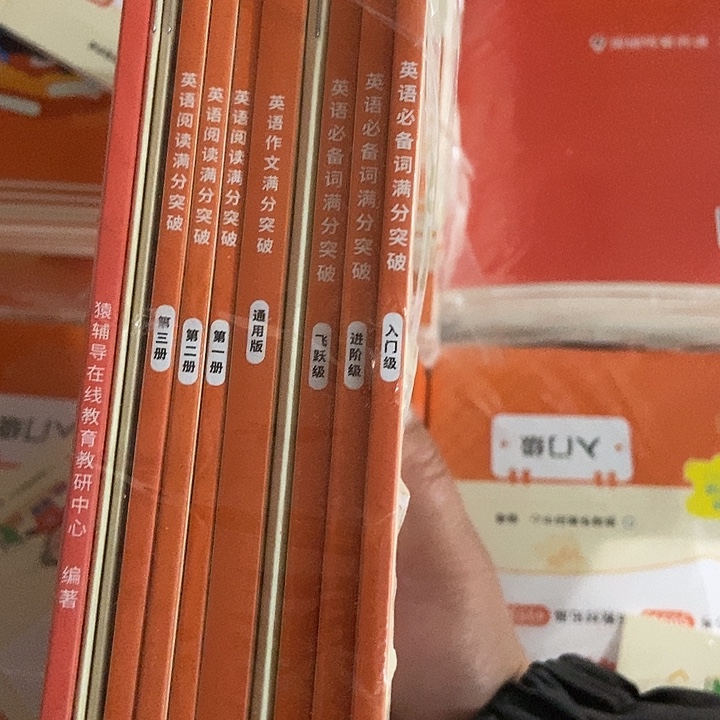 猿辅导在线教育教研中心 编著
英语阅读满分突破
第三册
英语阅读满分突破
第二册
英语阅读满分突破
第一册
英语作文满分突破
通用版
英语必备词满分突破
飞跃级
英语必备词满分突破
进阶级
英语必备词满分突破
入门级
入门级